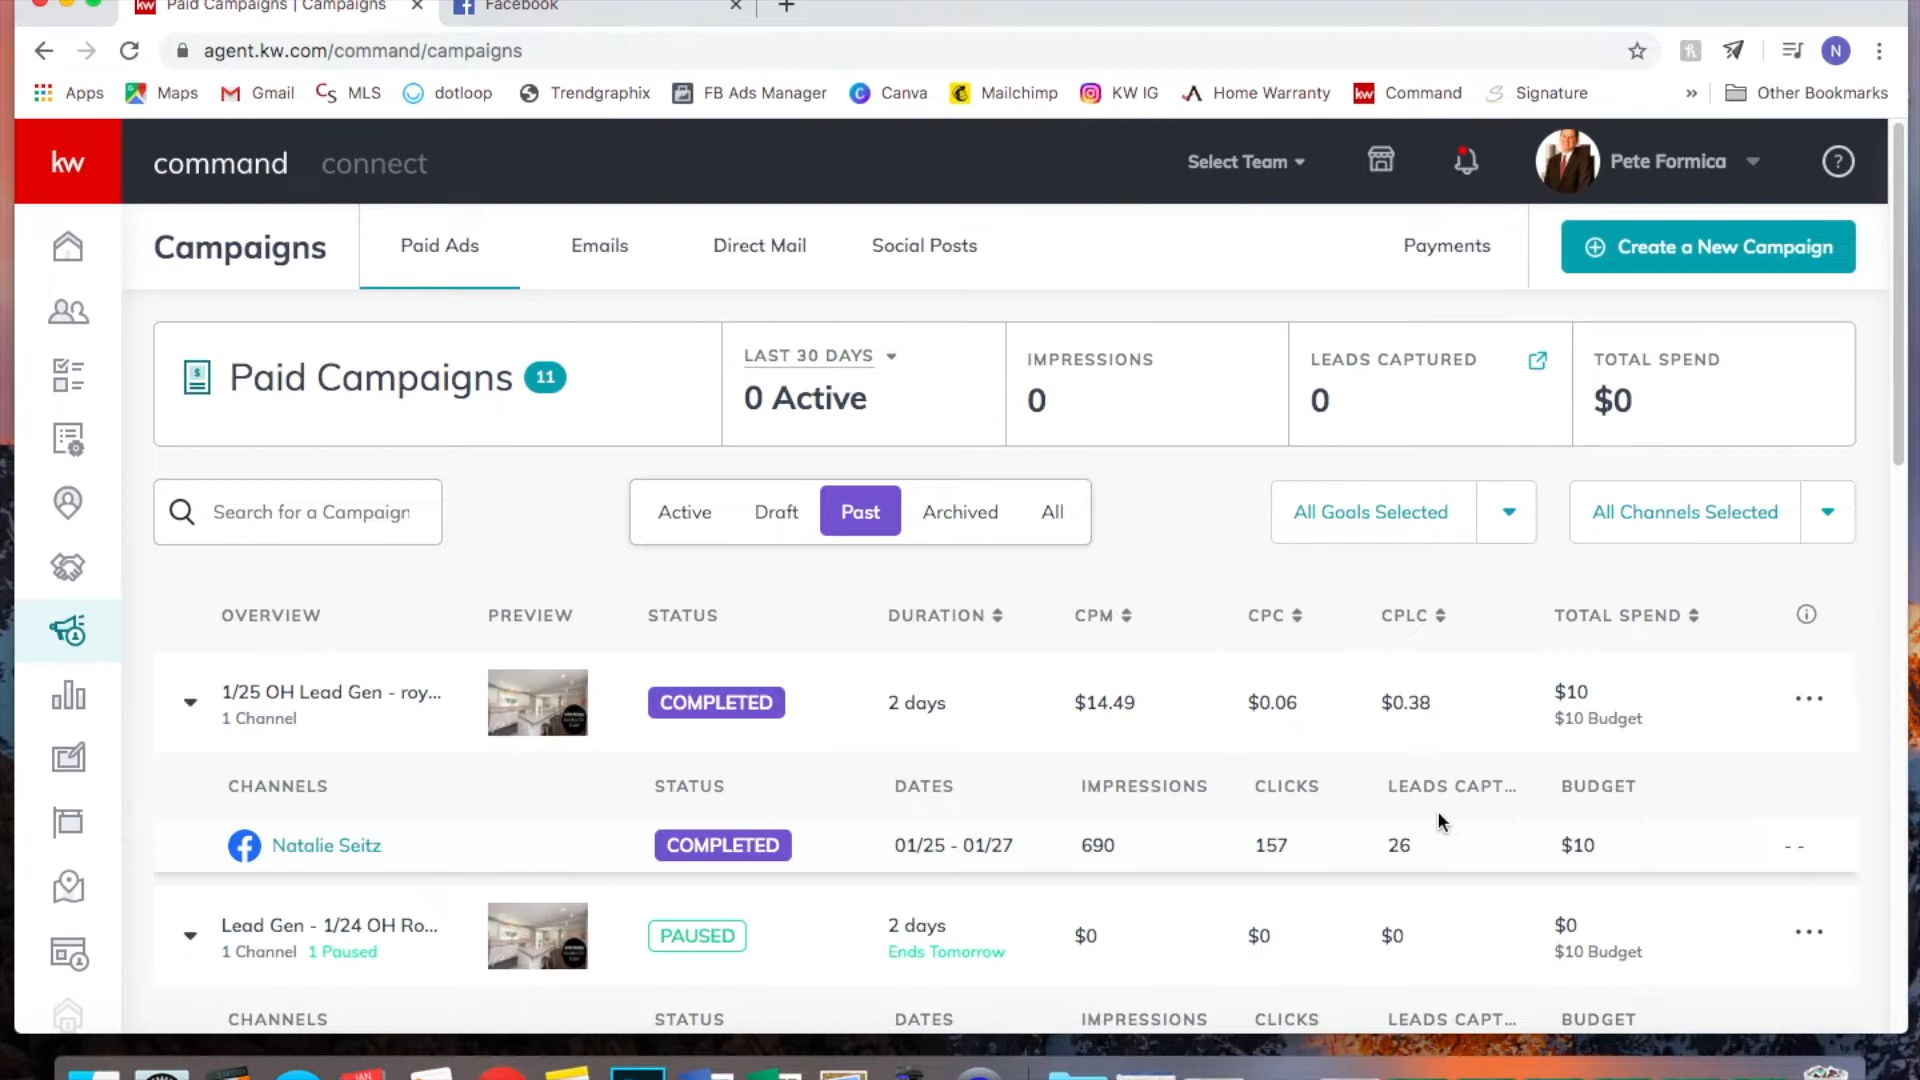 Paid Campaigns | Campaigns
Facebook
agent.kw.com/command/campaigns
N
Apps
Maps
Gmail
MLS
dotloop
Trendgraphix
FB Ads Manager
Canva
Mailchimp
KW IG
Home Warranty
kw Command
Signature
»
Other Bookmarks
kw
command connect
Select Team
Pete Formica
?
Campaigns
Paid Ads
Emails
Direct Mail
Social Posts
Payments
Create a New Campaign
Paid Campaigns 11
LAST 30 DAYS
0 Active
IMPRESSIONS
0
LEADS CAPTURED
0
TOTAL SPEND
$0
Search for a Campaign
Active Draft Past Archived All
All Goals Selected
All Channels Selected
OVERVIEW PREVIEW STATUS DURATION CPM CPC CPLC TOTAL SPEND
1/25 OH Lead Gen - roy...
1 Channel
COMPLETED
2 days
$14.49
$0.06
$0.38
$10
$10 Budget
CHANNELS STATUS DATES IMPRESSIONS CLICKS LEADS CAPT... BUDGET
Natalie Seitz COMPLETED 01/25 - 01/27 690 157 26 $10 - -
Lead Gen - 1/24 OH Ro...
1 Channel 1 Paused
PAUSED
2 days
Ends Tomorrow
$0
$0
$0
$0
$10 Budget
CHANNELS STATUS DATES IMPRESSIONS CLICKS LEADS CAPT... BUDGET
JAN